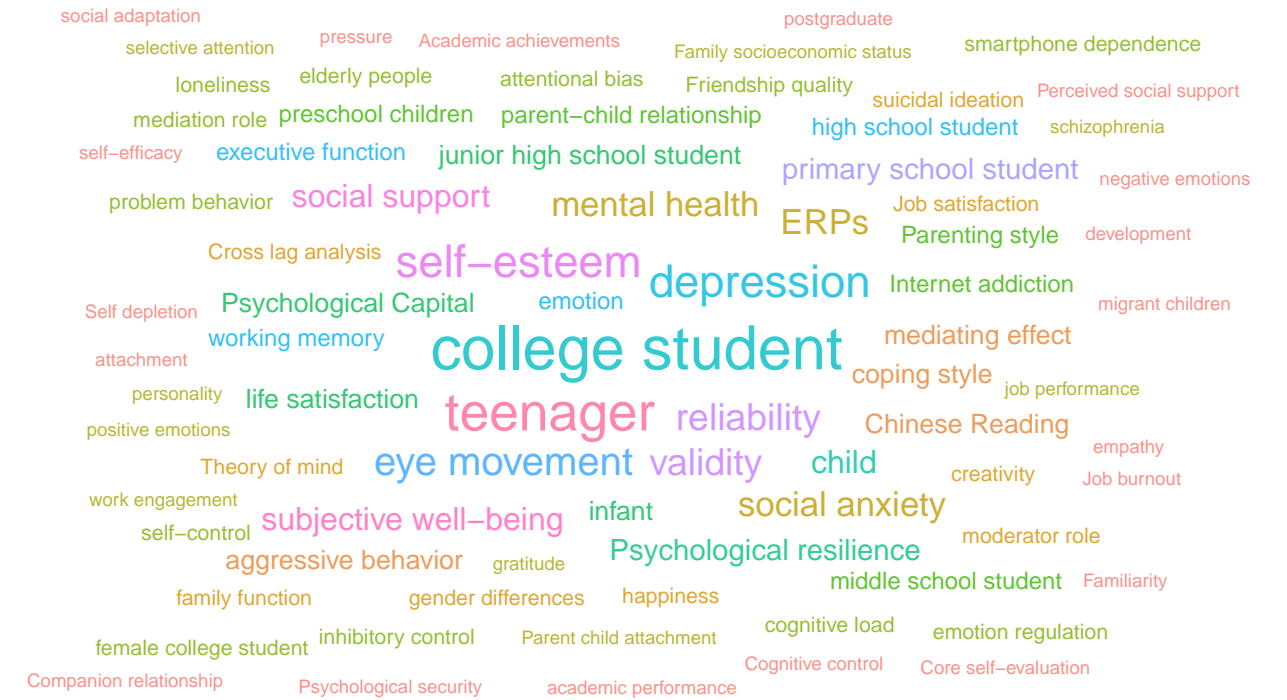 social adaptation
postgraduate
pressure
Academic achievements
selective attention
Family socioeconomic status
smartphone dependence
loneliness
elderly people
attentional bias
Friendship quality
suicidal ideation
Perceived social support
mediation role
preschool children
parent−child relationship
high school student
schizophrenia
self−efficacy
executive function
junior high school student
primary school student
negative emotions
problem behavior
social support
mental health
ERPs
Job satisfaction
Parenting style
development
Cross lag analysis
self−esteem
depression
Internet addiction
Self depletion
Psychological Capital
emotion
migrant children
working memory
college student
mediating effect
attachment
coping style
job performance
personality
life satisfaction
teenager
reliability
Chinese Reading
positive emotions
empathy
Theory of mind
eye movement
validity
child
creativity
Job burnout
work engagement
self−control
subjective well−being
infant
social anxiety
moderator role
aggressive behavior
gratitude
Psychological resilience
middle school student
Familiarity
family function
gender differences
happiness
female college student
inhibitory control
Parent child attachment
cognitive load
emotion regulation
Cognitive control
Core self−evaluation
Companion relationship
Psychological security
academic performance